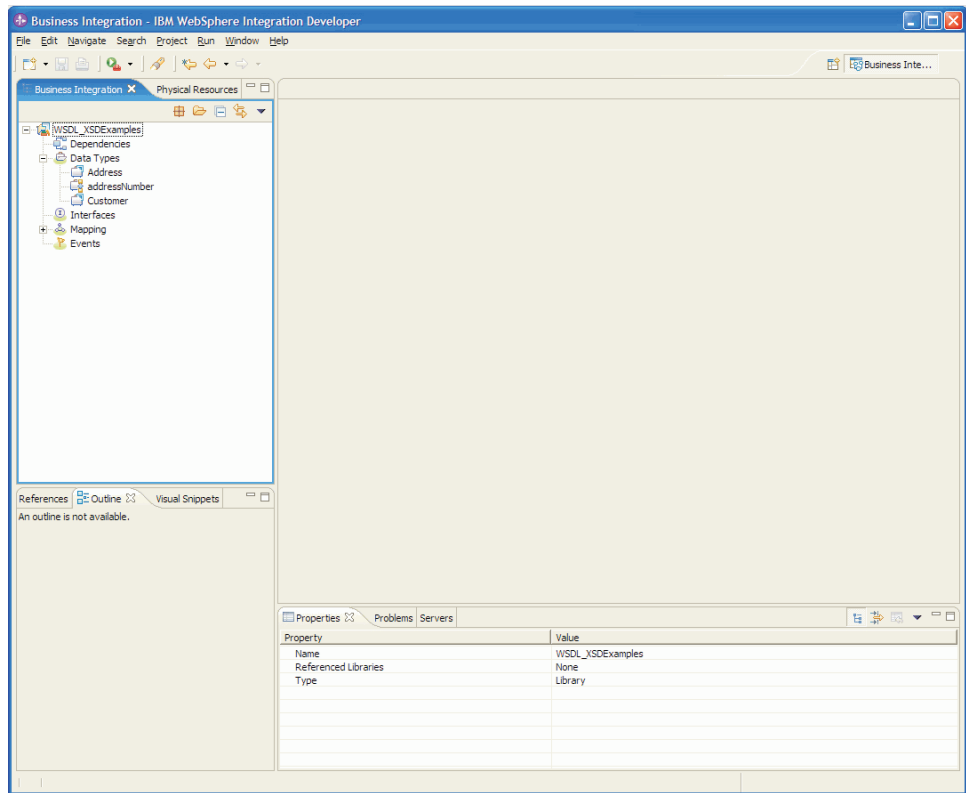 Business Integration - IBM WebSphere Integration Developer
File Edit Navigate Search Project Run Window Help
Business Inte...
Business Integration Physical Resources
WSDL_XSDExamples
Dependencies
Data Types
Address
addressNumber
Customer
Interfaces
Mapping
Events
References Outline Visual Snippets
An outline is not available.
Properties Problems Servers
Property Value
Name WSDL_XSDExamples
Referenced Libraries None
Type Library